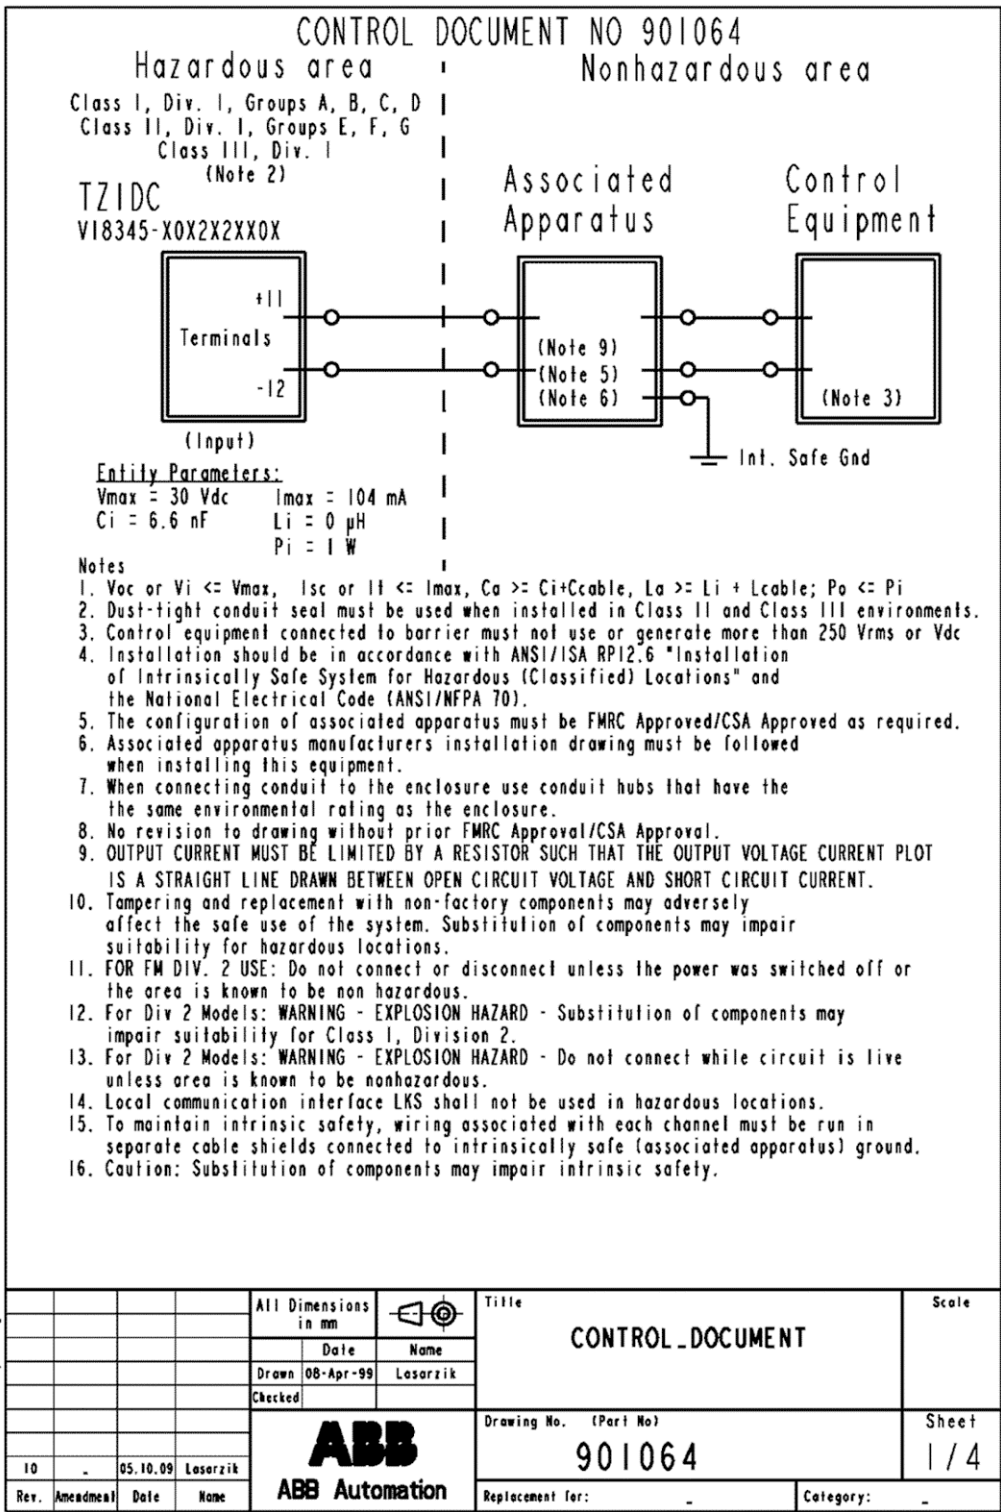 CONTROL DOCUMENT NO 901064
Hazardous area
Nonhazardous area
Class I, Div. I, Groups A, B, C, D
Class II, Div. I, Groups E, F, G
Class III, Div. I
(Note 2)
TZIDC
V18345-X0X2X2XX0X
Associated
Apparatus
Control
Equipment
+11
Terminals
-12
(Note 9)
(Note 5)
(Note 6)
(Note 3)
(Input)
Int. Safe Gnd
Entity Parameters:
Vmax = 30 Vdc Imax = 104 mA
Ci = 6.6 nF Li = 0 µH
Pi = 1 W
Notes
1. Voc or Vi <= Vmax, Isc or It <= Imax, Ca >= Ci+Ccable, La >= Li + Lcable; Po <= Pi
2. Dust-tight conduit seal must be used when installed in Class II and Class III environments.
3. Control equipment connected to barrier must not use or generate more than 250 Vrms or Vdc
4. Installation should be in accordance with ANSI/ISA RP12.6 "Installation
of Intrinsically Safe System for Hazardous (Classified) Locations" and
the National Electrical Code (ANSI/NFPA 70).
5. The configuration of associated apparatus must be FMRC Approved/CSA Approved as required.
6. Associated apparatus manufacturers installation drawing must be followed
when installing this equipment.
7. When connecting conduit to the enclosure use conduit hubs that have the
the same environmental rating as the enclosure.
8. No revision to drawing without prior FMRC Approval/CSA Approval.
9. OUTPUT CURRENT MUST BE LIMITED BY A RESISTOR SUCH THAT THE OUTPUT VOLTAGE CURRENT PLOT
IS A STRAIGHT LINE DRAWN BETWEEN OPEN CIRCUIT VOLTAGE AND SHORT CIRCUIT CURRENT.
10. Tampering and replacement with non-factory components may adversely
affect the safe use of the system. Substitution of components may impair
suitability for hazardous locations.
11. FOR FM DIV. 2 USE: Do not connect or disconnect unless the power was switched off or
the area is known to be non hazardous.
12. For Div 2 Models: WARNING - EXPLOSION HAZARD - Substitution of components may
impair suitability for Class I, Division 2.
13. For Div 2 Models: WARNING - EXPLOSION HAZARD - Do not connect while circuit is live
unless area is known to be nonhazardous.
14. Local communication interface LKS shall not be used in hazardous locations.
15. To maintain intrinsic safety, wiring associated with each channel must be run in
separate cable shields connected to intrinsically safe (associated apparatus) ground.
16. Caution: Substitution of components may impair intrinsic safety.
All Dimensions
in mm
Title
Scale
CONTROL_DOCUMENT
Date Name
Drawn 08-Apr-99 Lasarzik
Checked
Drawing No. (Part No)
Sheet
ABB
901064
1/4
10 - 05.10.09 Lasarzik
ABB Automation
Rev. Amendment Date Name
Replacement for: -
Category: -